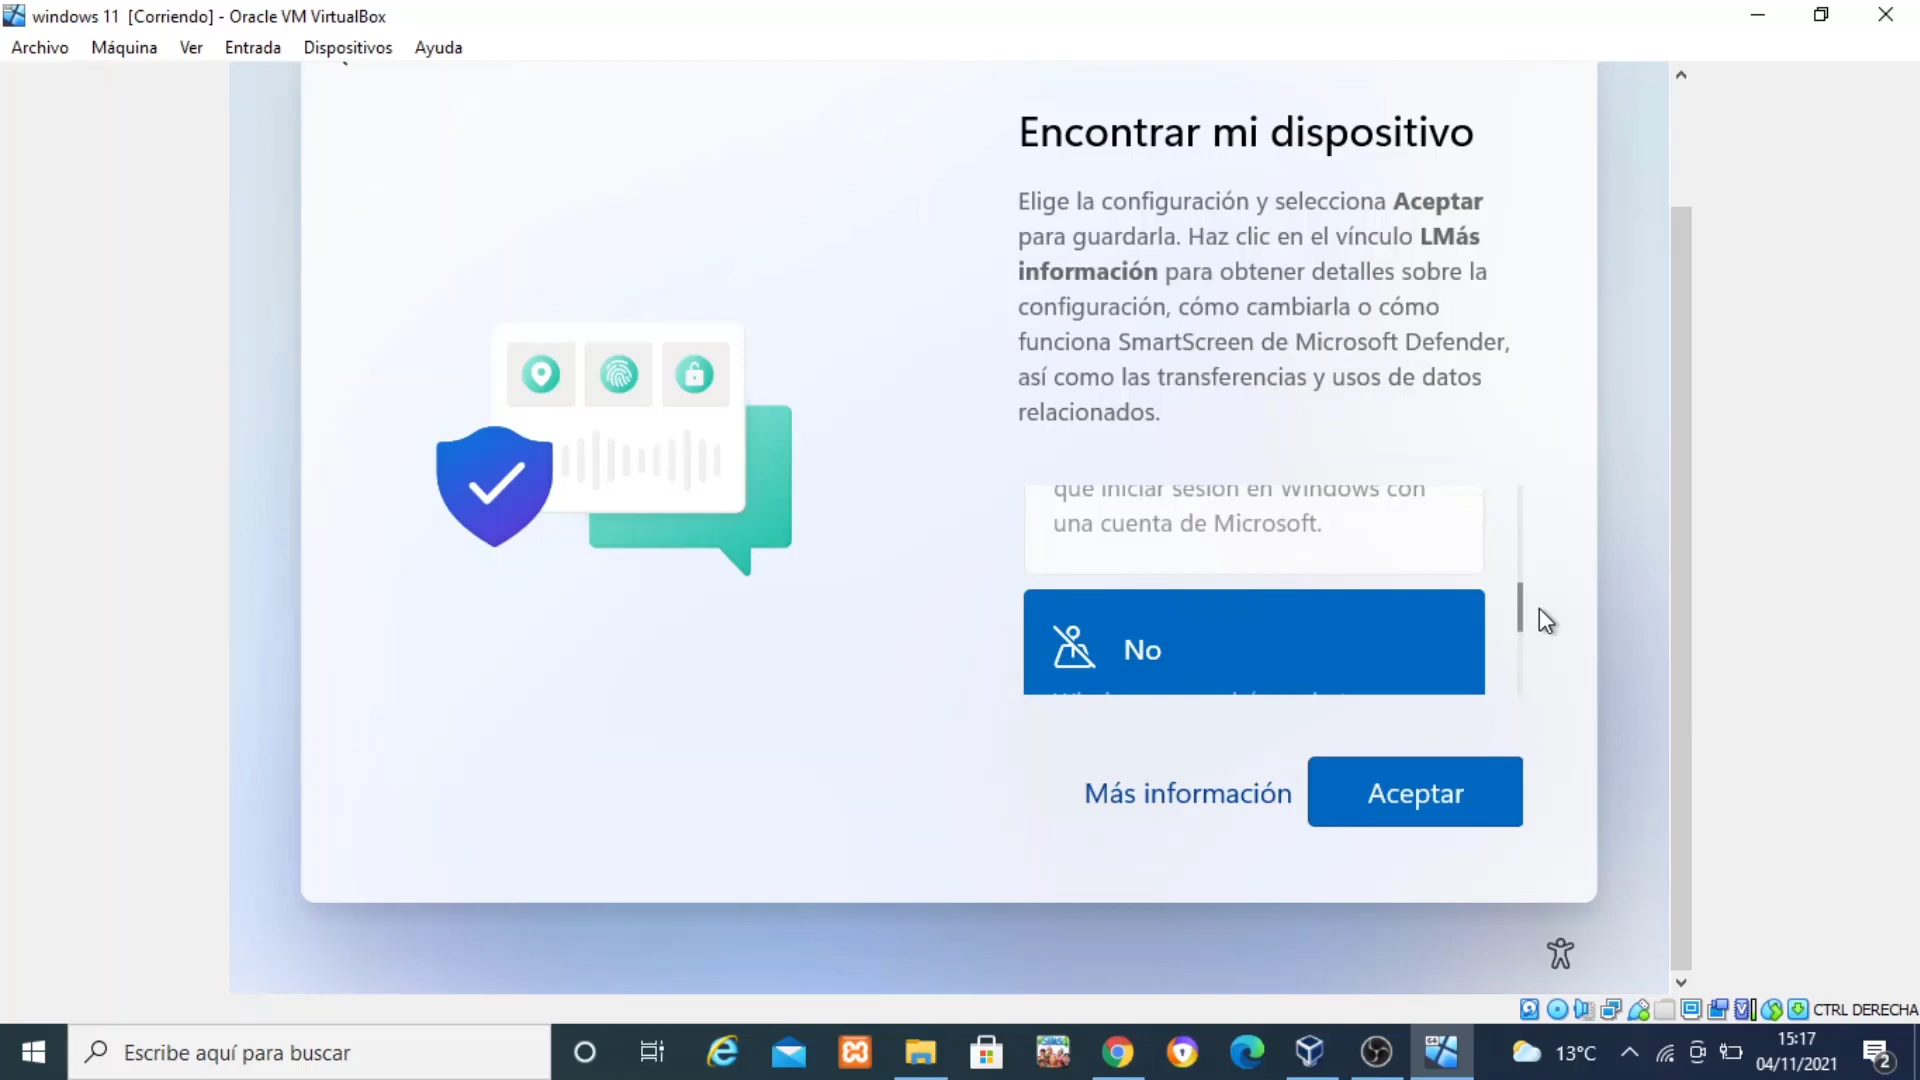 windows 11 [Corriendo] - Oracle VM VirtualBox
Archivo Máquina Ver Entrada Dispositivos Ayuda
Encontrar mi dispositivo
Elige la configuración y selecciona Aceptar
para guardarla. Haz clic en el vínculo LMás
información para obtener detalles sobre la
configuración, cómo cambiarla o cómo
funciona SmartScreen de Microsoft Defender,
así como las transferencias y usos de datos
relacionados.
que iniciar sesión en Windows con
una cuenta de Microsoft.
No
Más información
Aceptar
CTRL DERECHA
Escribe aquí para buscar
13°C
15:17
04/11/2021
2